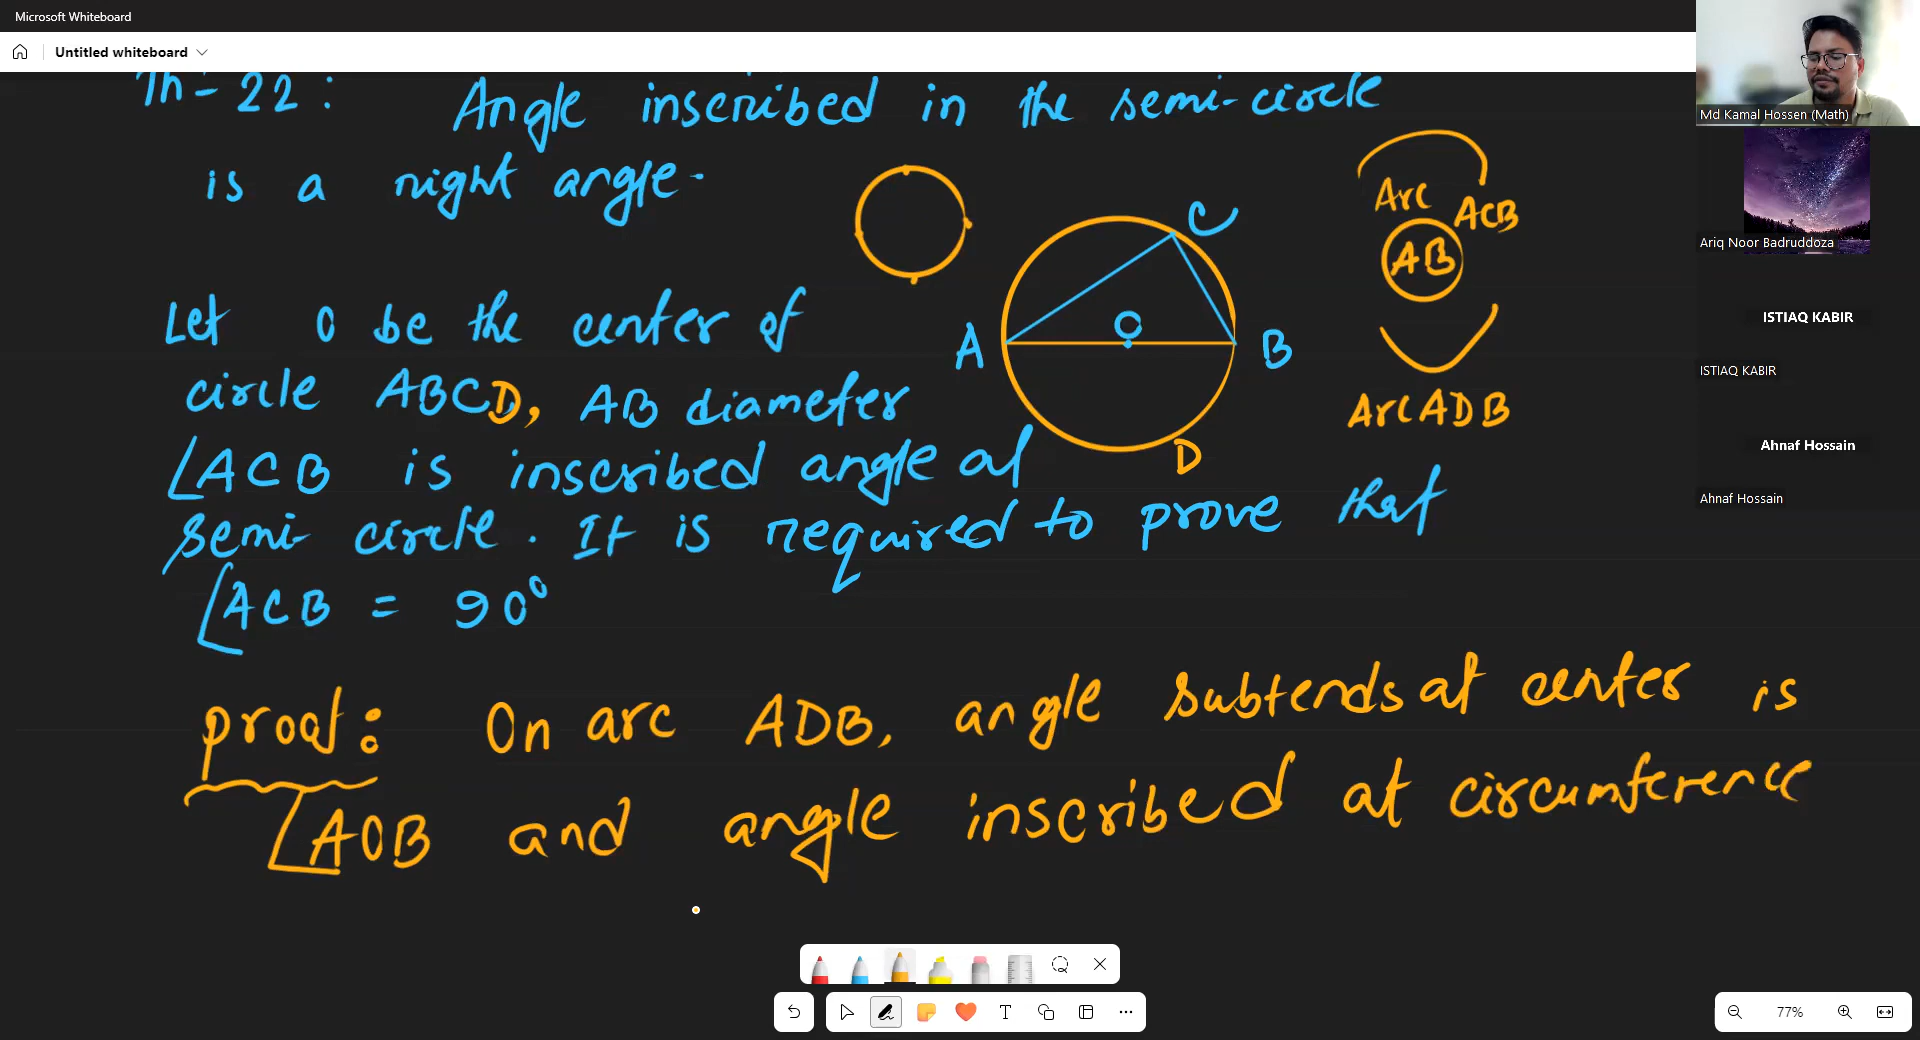 Microsoft Whiteboard
Untitled whiteboard
Th-22: Angle inscribed in the semi-circle
is a right angle.
Let O be the center of
circle ABCD, AB diameter
∠ACB is inscribed angle at
semi circle. It is required to prove that
∠ACB = 90°
A
B
C
O
D
Arc
ACB
AB
Arc ADB
proof: On arc ADB, angle subtends at center is
∠AOB and angle inscribed at circumference
Md Kamal Hossen (Math)
Ariq Noor Badruddoza
ISTIAQ KABIR
ISTIAQ KABIR
Ahnaf Hossain
Ahnaf Hossain
T
77%